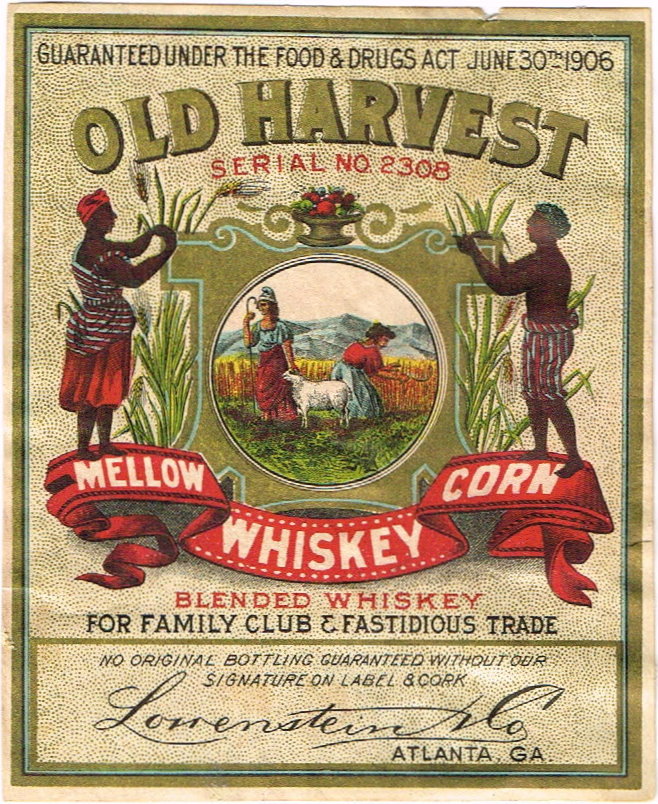 GUARANTEED UNDER THE FOOD & DRUGS ACT JUNE 30TH 1906
OLD HARVEST
SERIAL NO. 2308
MELLOW CORN
WHISKEY
BLENDED WHISKEY
FOR FAMILY CLUB & FASTIDIOUS TRADE
NO ORIGINAL BOTTLING GUARANTEED WITHOUT OUR
SIGNATURE ON LABEL & CORK
Lowenstein & Co
ATLANTA, GA.